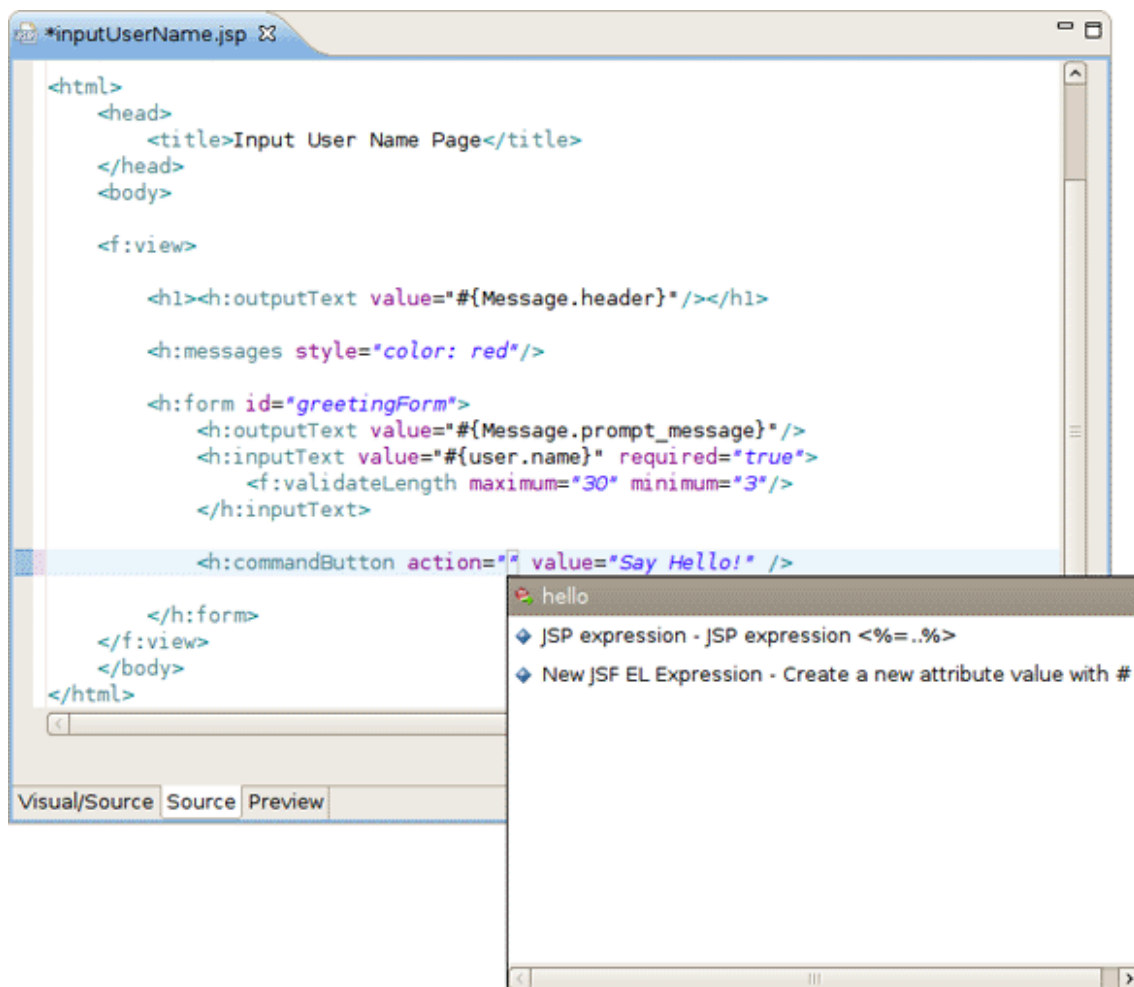 *inputUserName.jsp
<html>
<head>
<title>Input User Name Page</title>
</head>
<body>
<f:view>
<h1><h:outputText value="#{Message.header}"/></h1>
<h:messages style="color: red"/>
<h:form id="greetingForm">
<h:outputText value="#{Message.prompt_message}"/>
<h:inputText value="#{user.name}" required="true">
<f:validateLength maximum="30" minimum="3"/>
</h:inputText>
<h:commandButton action="" value="Say Hello!" />
hello
JSP expression - JSP expression <%=..%>
New JSF EL Expression - Create a new attribute value with #
</h:form>
</f:view>
</body>
</html>
Visual/Source Source Preview